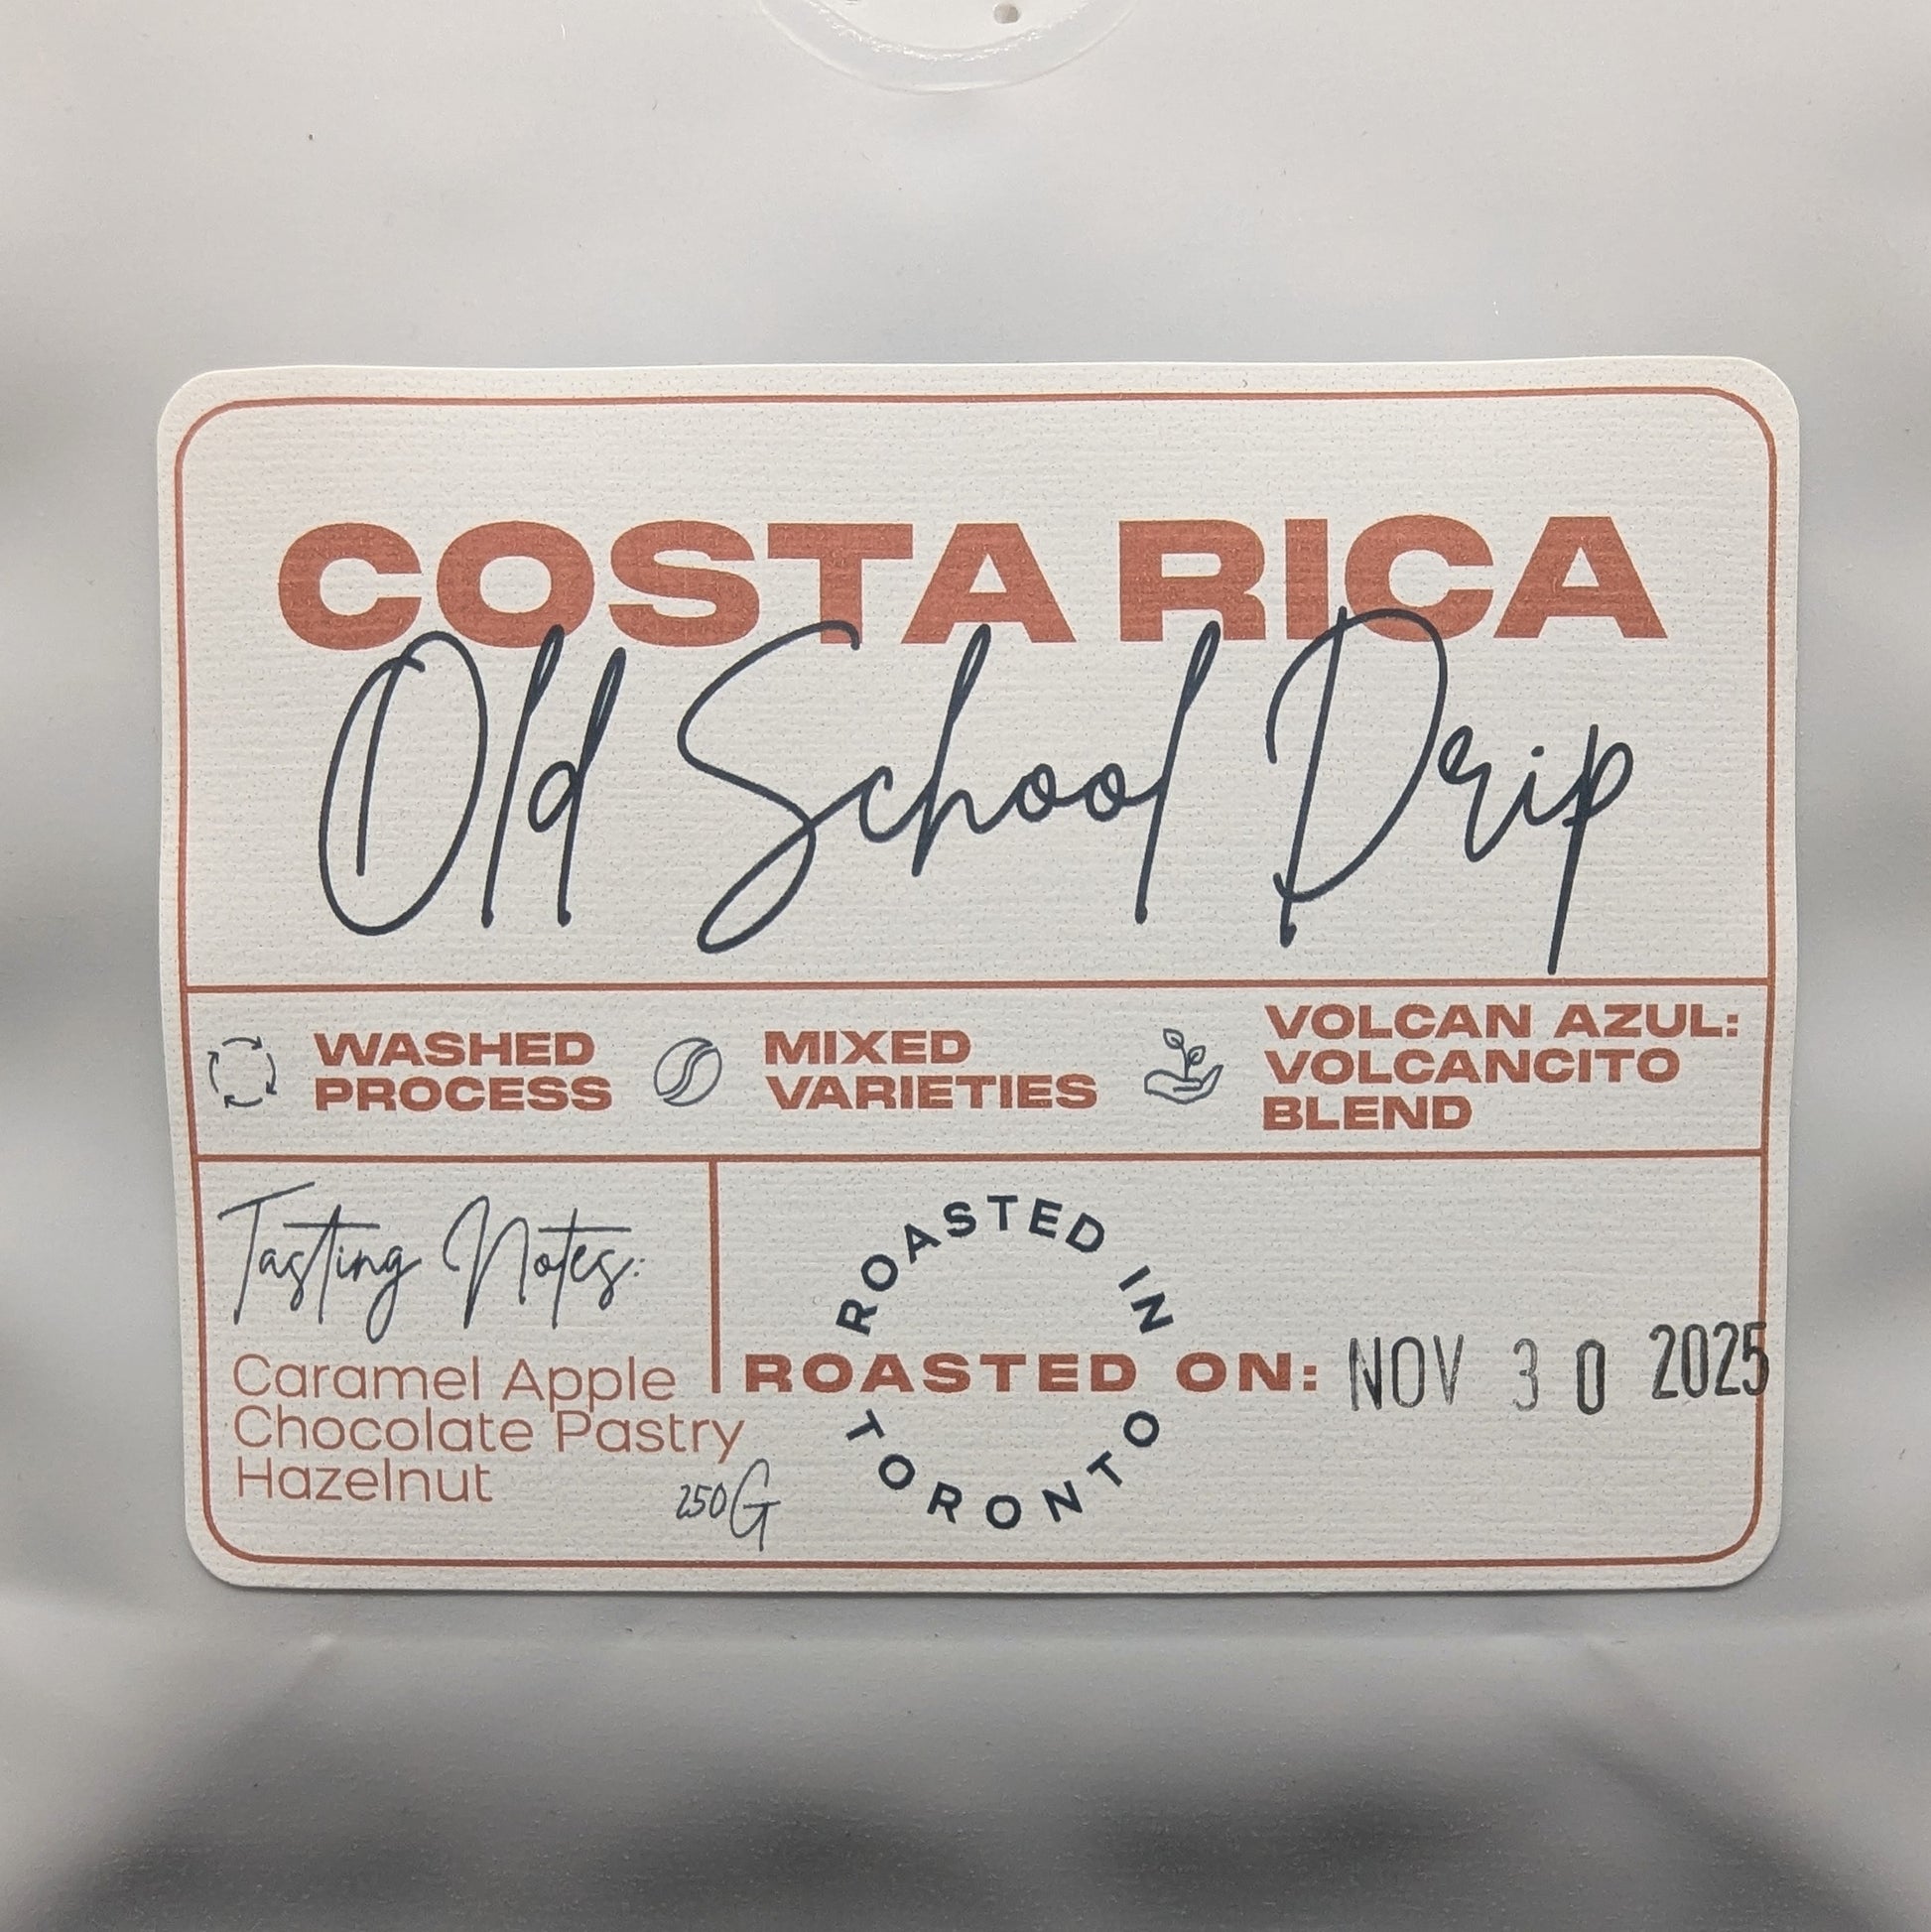 COSTA RICA
Old School Drip
WASHED
PROCESS
MIXED
VARIETIES
VOLCAN AZUL:
VOLCANCITO
BLEND
Tasting Notes:
Caramel Apple
Chocolate Pastry
Hazelnut
250G
ROASTED IN
TORONTO
ROASTED ON: NOV 30 2025